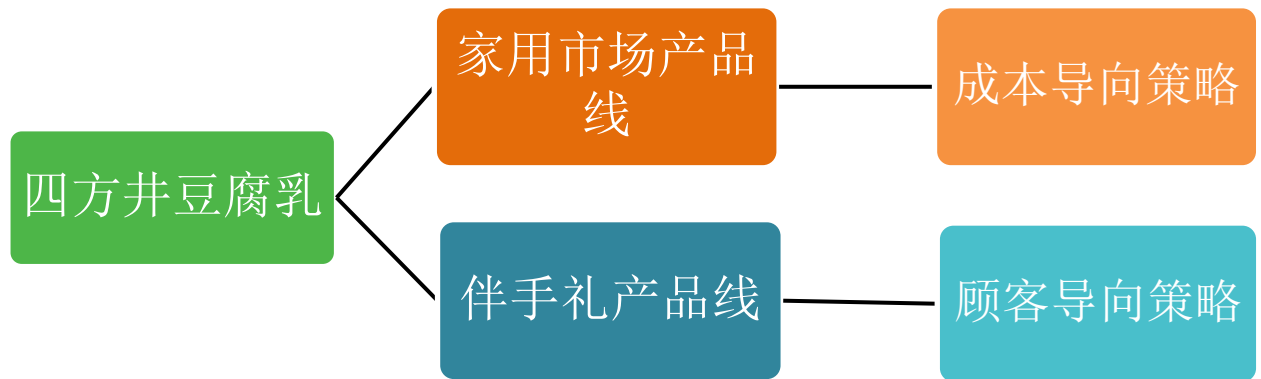 四方井豆腐乳
家用市场产品
线
成本导向策略
伴手礼产品线
顾客导向策略